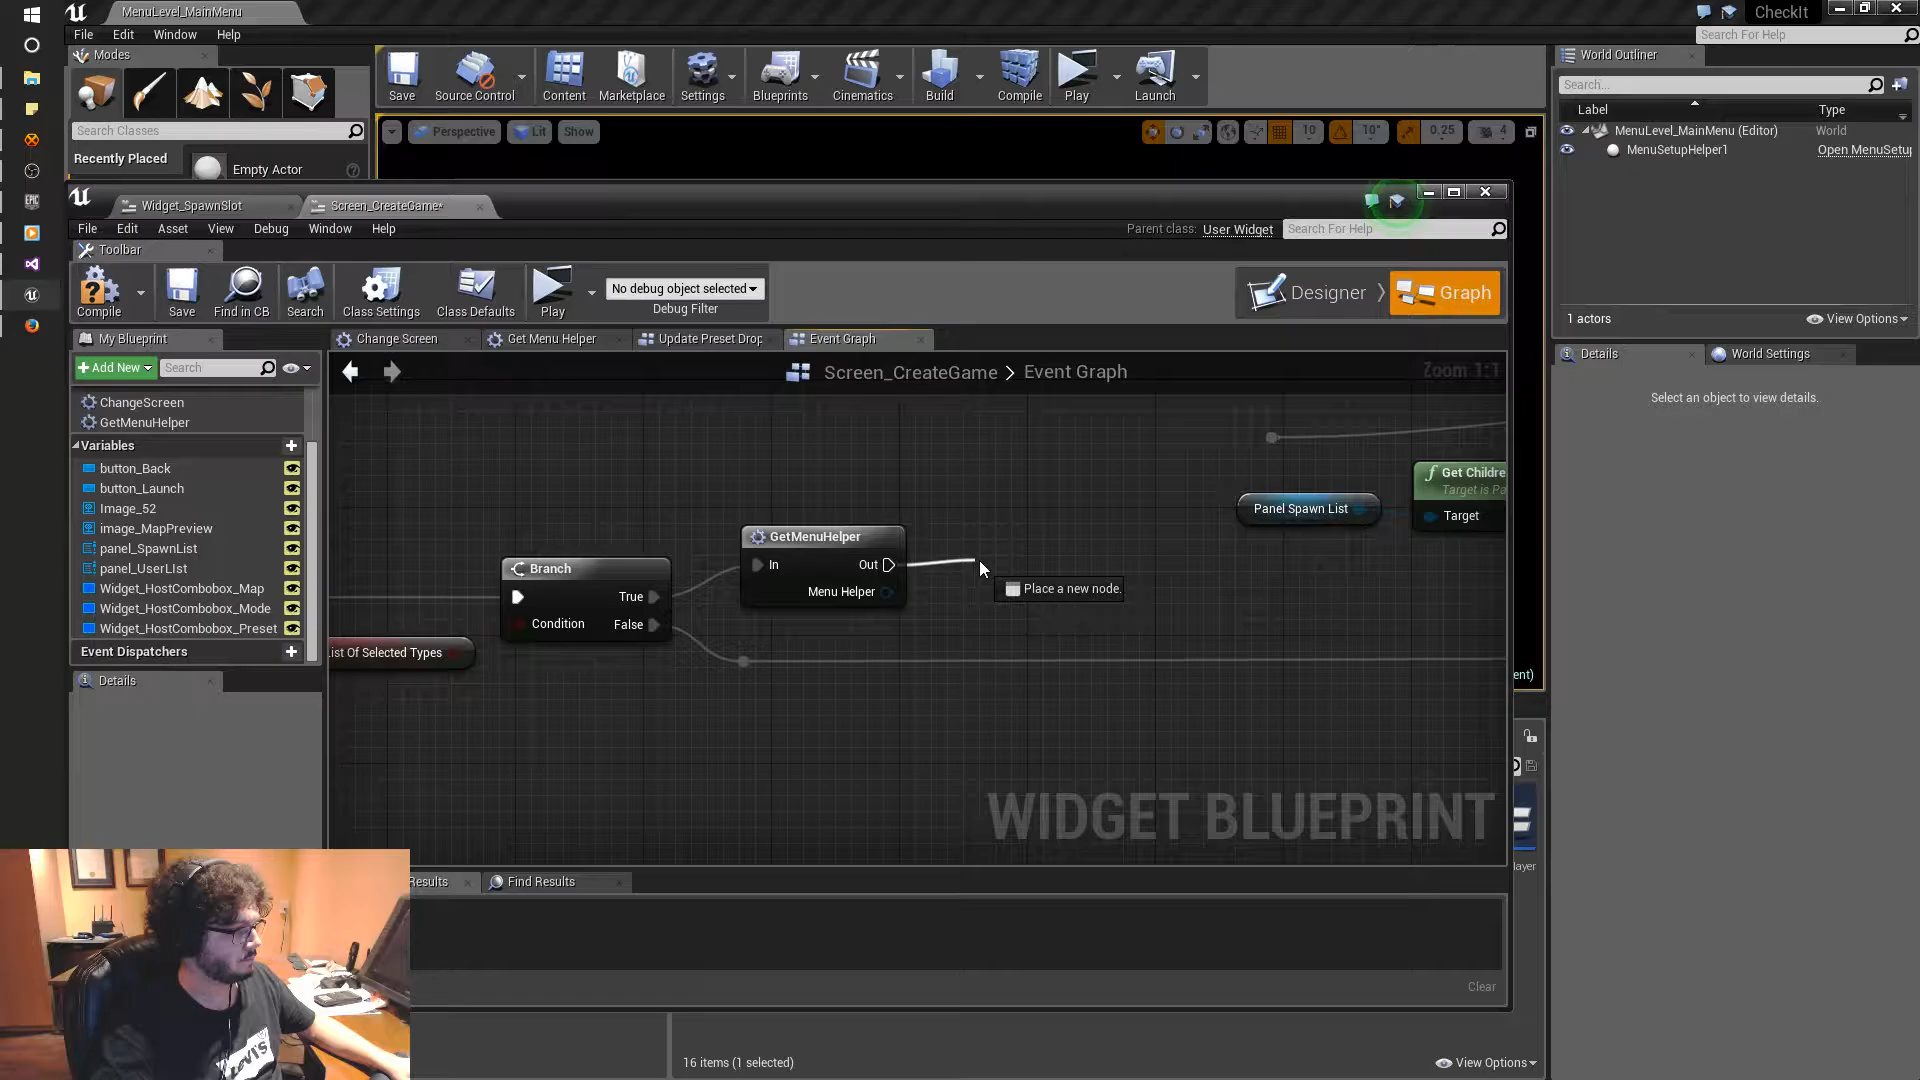 MenuLevel_MainMenu
CheckIt
File Edit Window Help
Search For Help
Modes
Search Classes
Recently Placed
Empty Actor
Save
Source Control
Content
Marketplace
Settings
Blueprints
Cinematics
Build
Compile
Play
Launch
Perspective
Lit
Show
10
10°
0.25
4
World Outliner
Search...
Label
Type
MenuLevel_MainMenu (Editor)
World
MenuSetupHelper1
Open MenuSetup
1 actors
View Options
Details
World Settings
Select an object to view details.
Widget_SpawnSlot
Screen_CreateGame*
File Edit Asset View Debug Window Help
Parent class: User Widget
Search For Help
Toolbar
Compile
Save
Find in CB
Search
Class Settings
Class Defaults
Play
No debug object selected
Debug Filter
Designer
Graph
My Blueprint
Add New
Search
ChangeScreen
GetMenuHelper
Variables
button_Back
button_Launch
Image_52
image_MapPreview
panel_SpawnList
panel_UserLIst
Widget_HostCombobox_Map
Widget_HostCombobox_Mode
Widget_HostCombobox_Preset
Event Dispatchers
Details
Change Screen
Get Menu Helper
Update Preset Drop
Event Graph
Screen_CreateGame > Event Graph
Zoom 1:1
Branch
True
Condition
False
ist Of Selected Types
GetMenuHelper
In
Out
Menu Helper
Place a new node.
Panel Spawn List
f Get Childre
Target is Pa
Target
WIDGET BLUEPRINT
ent)
layer
Results
Find Results
Clear
16 items (1 selected)
View Options
EPIC